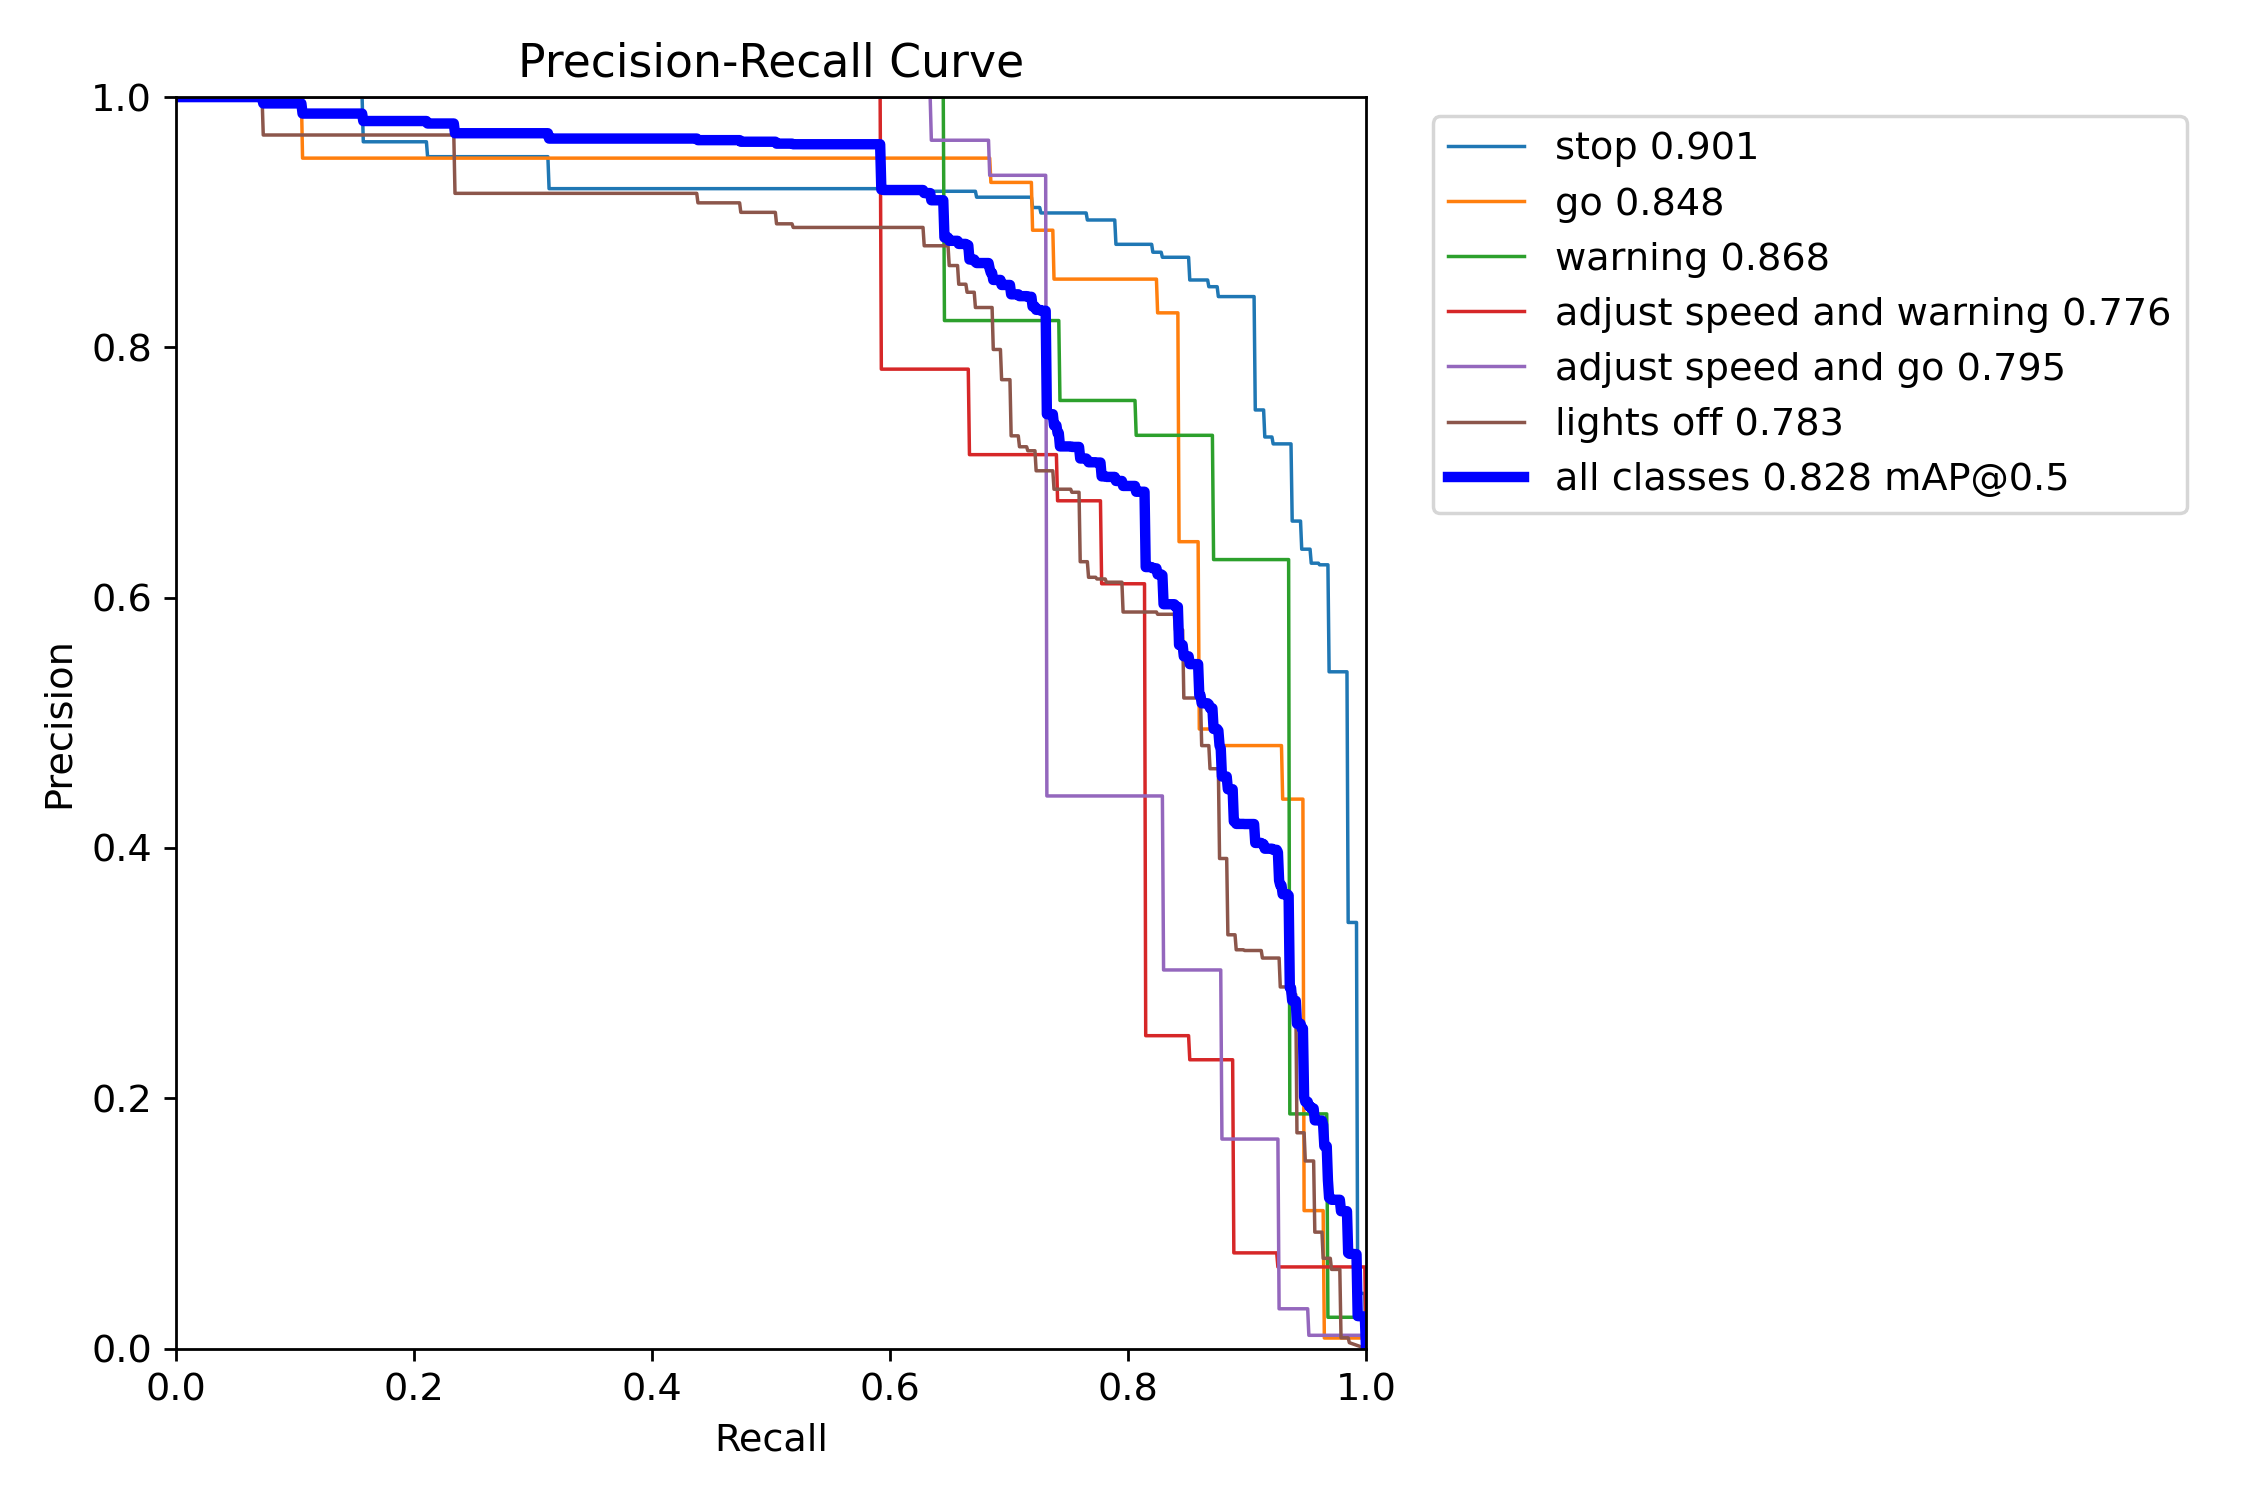 Precision-Recall Curve
1.0
0.8
0.6
0.4
0.2
0.0
Precision
0.0 0.2 0.4 0.6 0.8 1.0
Recall
stop 0.901
go 0.848
warning 0.868
adjust speed and warning 0.776
adjust speed and go 0.795
lights off 0.783
all classes 0.828 mAP@0.5